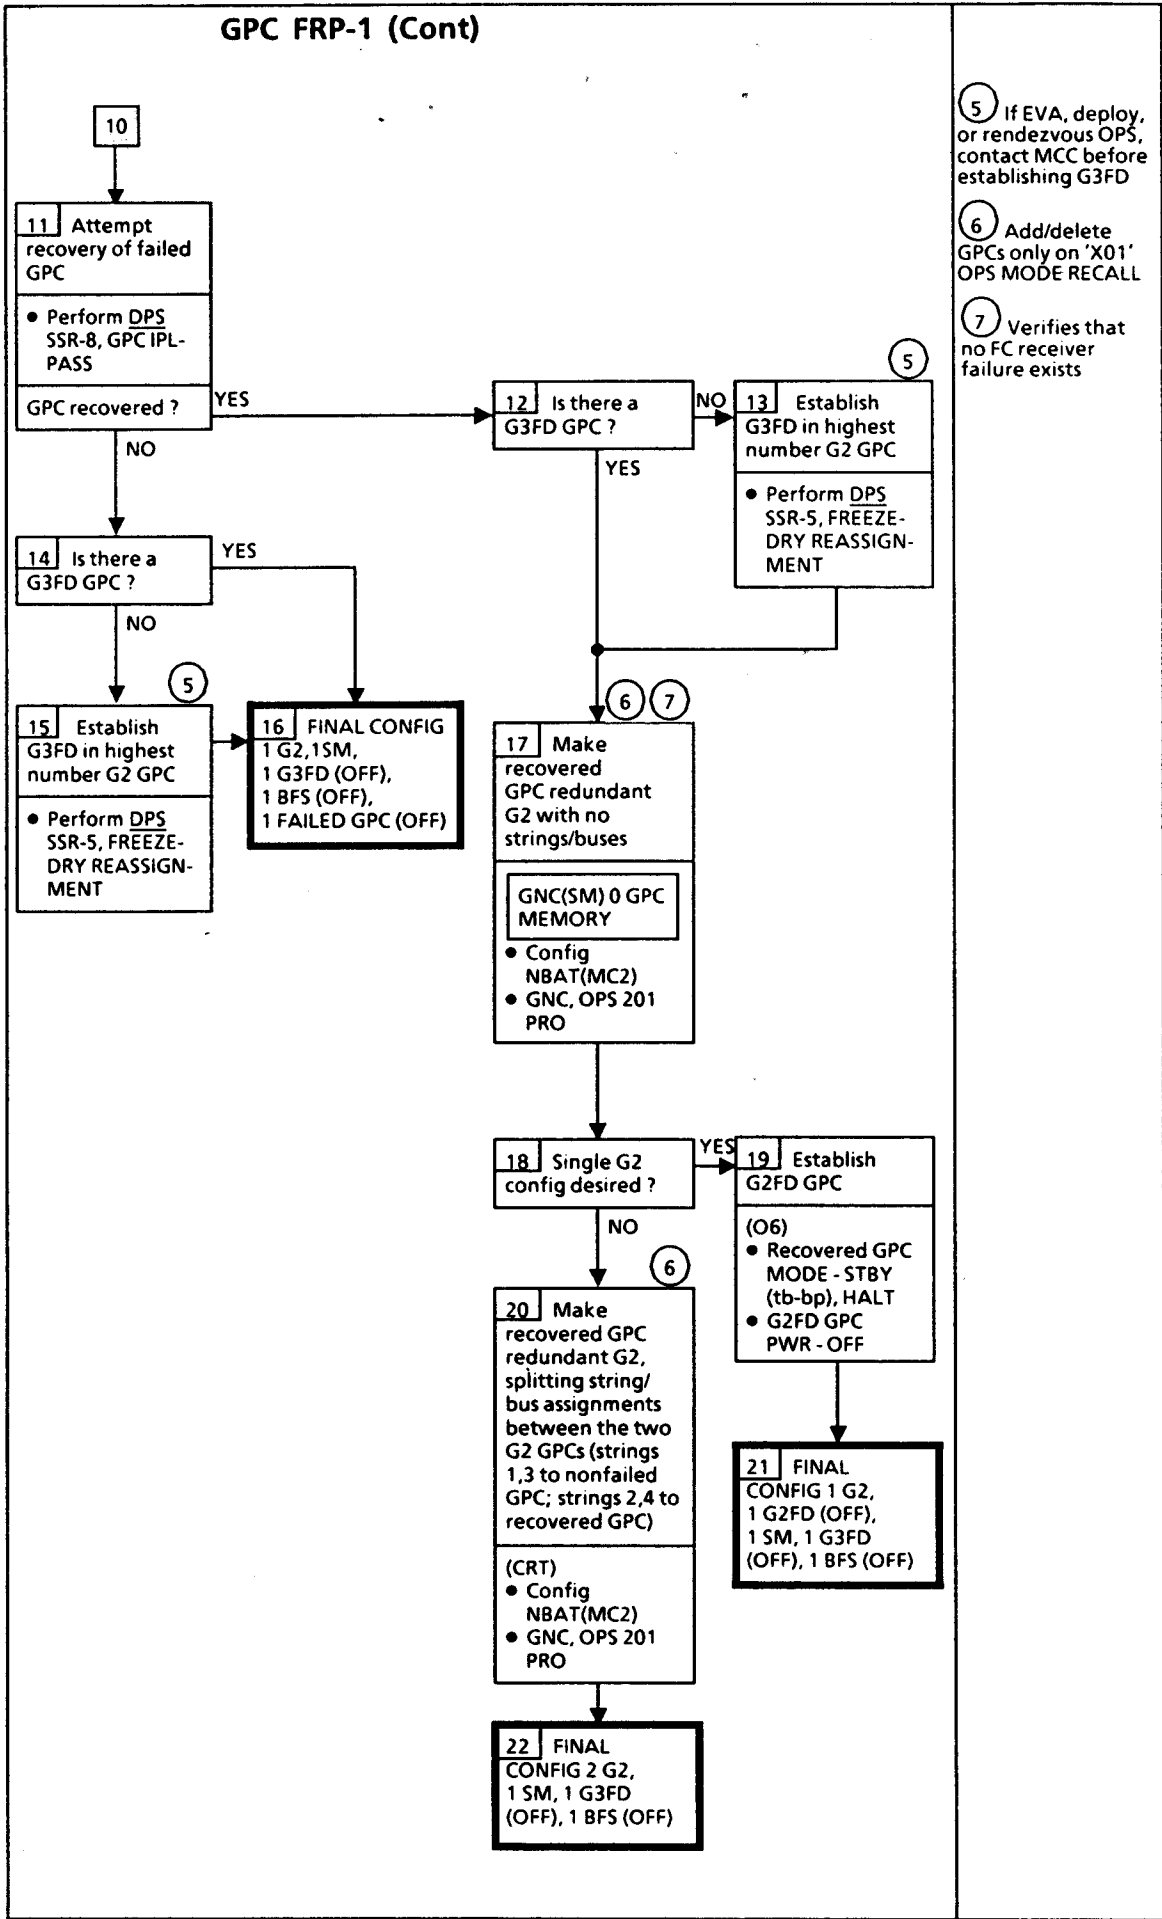 GPC FRP-1 (Cont)
10
11 Attempt
recovery of failed
GPC
• Perform DPS
SSR-8, GPC IPL-
PASS
GPC recovered ?
YES
NO
12 Is there a
G3FD GPC ?
NO
YES
5
13 Establish
G3FD in highest
number G2 GPC
• Perform DPS
SSR-5, FREEZE-
DRY REASSIGN-
MENT
14 Is there a
G3FD GPC ?
YES
NO
5
15 Establish
G3FD in highest
number G2 GPC
• Perform DPS
SSR-5, FREEZE-
DRY REASSIGN-
MENT
16 FINAL CONFIG
1 G2,1SM,
1 G3FD (OFF),
1 BFS (OFF),
1 FAILED GPC (OFF)
6 7
17 Make
recovered
GPC redundant
G2 with no
strings/buses
GNC(SM) 0 GPC
MEMORY
• Config
NBAT(MC2)
• GNC, OPS 201
PRO
18 Single G2
config desired ?
YES
NO
19 Establish
G2FD GPC
(O6)
• Recovered GPC
MODE - STBY
(tb-bp), HALT
• G2FD GPC
PWR - OFF
6
20 Make
recovered GPC
redundant G2,
splitting string/
bus assignments
between the two
G2 GPCs (strings
1,3 to nonfailed
GPC; strings 2,4 to
recovered GPC)
(CRT)
• Config
NBAT(MC2)
• GNC, OPS 201
PRO
21 FINAL
CONFIG 1 G2,
1 G2FD (OFF),
1 SM, 1 G3FD
(OFF), 1 BFS (OFF)
22 FINAL
CONFIG 2 G2,
1 SM, 1 G3FD
(OFF), 1 BFS (OFF)
5 If EVA, deploy,
or rendezvous OPS,
contact MCC before
establishing G3FD
6 Add/delete
GPCs only on 'X01'
OPS MODE RECALL
7 Verifies that
no FC receiver
failure exists